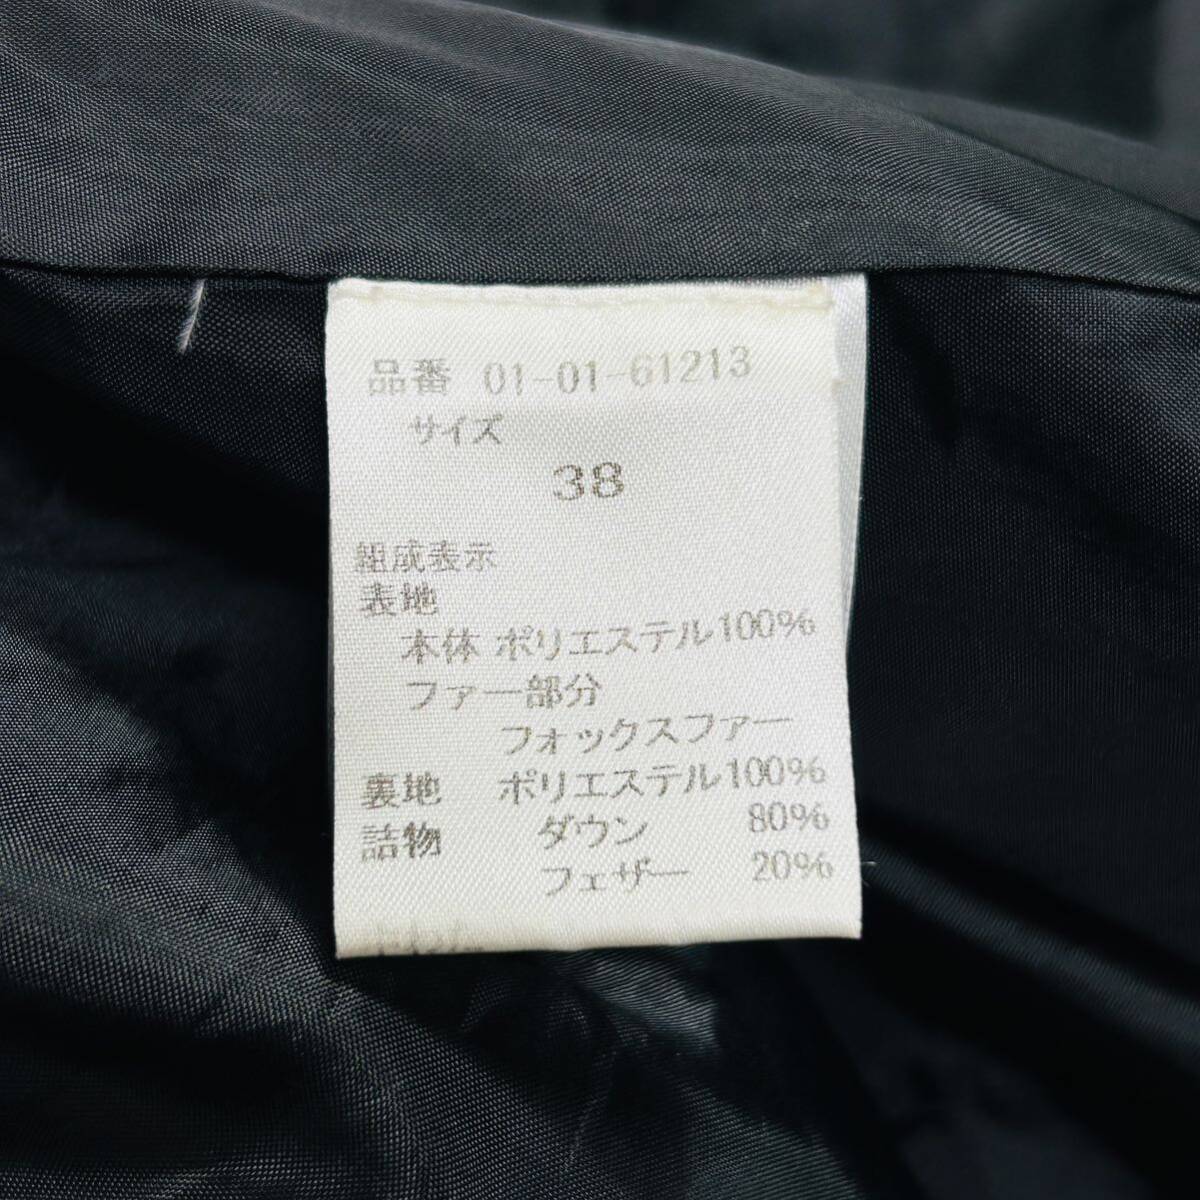 品番 01-01-61213
サイズ
38
組成表示
表地
本体 ポリエステル100%
ファー部分
フォックスファー
裏地 ポリエステル100%
詰物 ダウン 80%
フェザー 20%